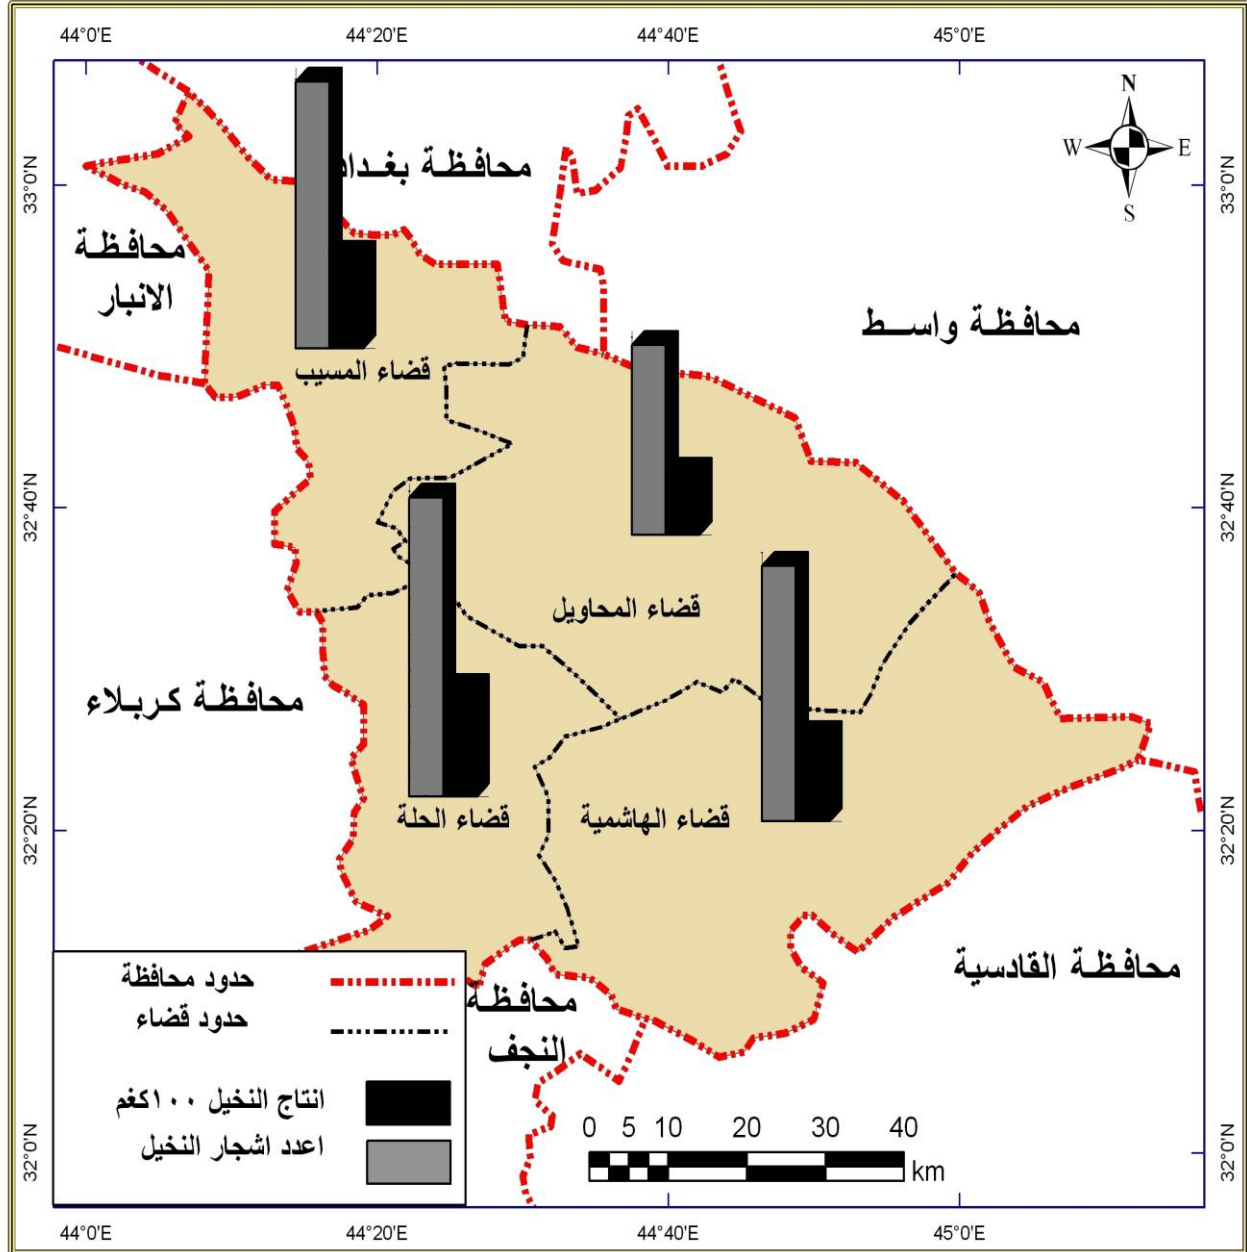 44°0'E 44°20'E 44°40'E 45°0'E
N
W E
S
33°0'N
33°0'N
محافظة بغداد
محافظة
الانبار
محافظة واســط
قضاء المسيب
32°40'N
32°40'N
قضاء المحاويل
محافظة كربلاء
قضاء الحلة
قضاء الهاشمية
32°20'N
32°20'N
محافظة القادسية
محافظة
النجف
حدود محافظة
حدود قضاء
انتاج النخيل ١٠٠كغم
اعدد اشجار النخيل
0 5 10 20 30 40
km
32°0'N
32°0'N
44°0'E 44°20'E 44°40'E 45°0'E